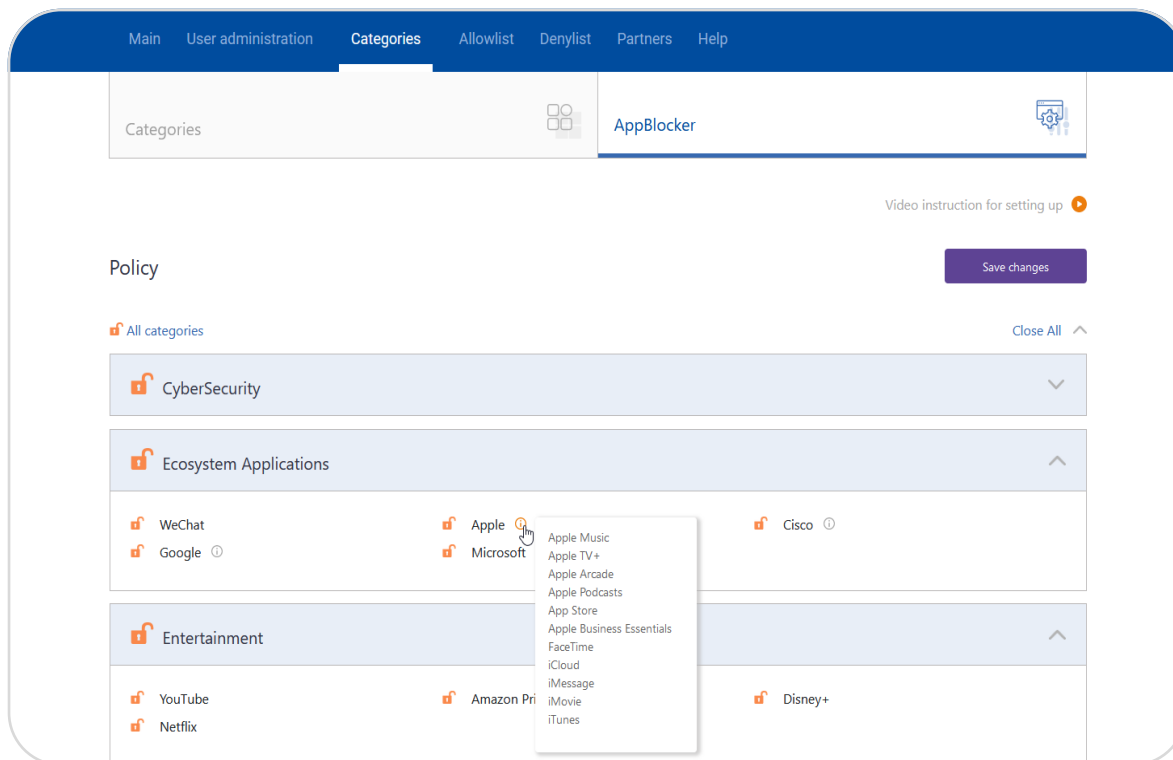 Main User administration Categories Allowlist Denylist Partners Help
Categories
AppBlocker
Video instruction for setting up
Policy
Save changes
All categories
Close All
CyberSecurity
Ecosystem Applications
WeChat
Apple
Cisco
Google
Microsoft
Apple Music
Apple TV+
Apple Arcade
Apple Podcasts
App Store
Apple Business Essentials
FaceTime
iCloud
iMessage
iMovie
iTunes
Entertainment
YouTube
Amazon Pri
Disney+
Netflix